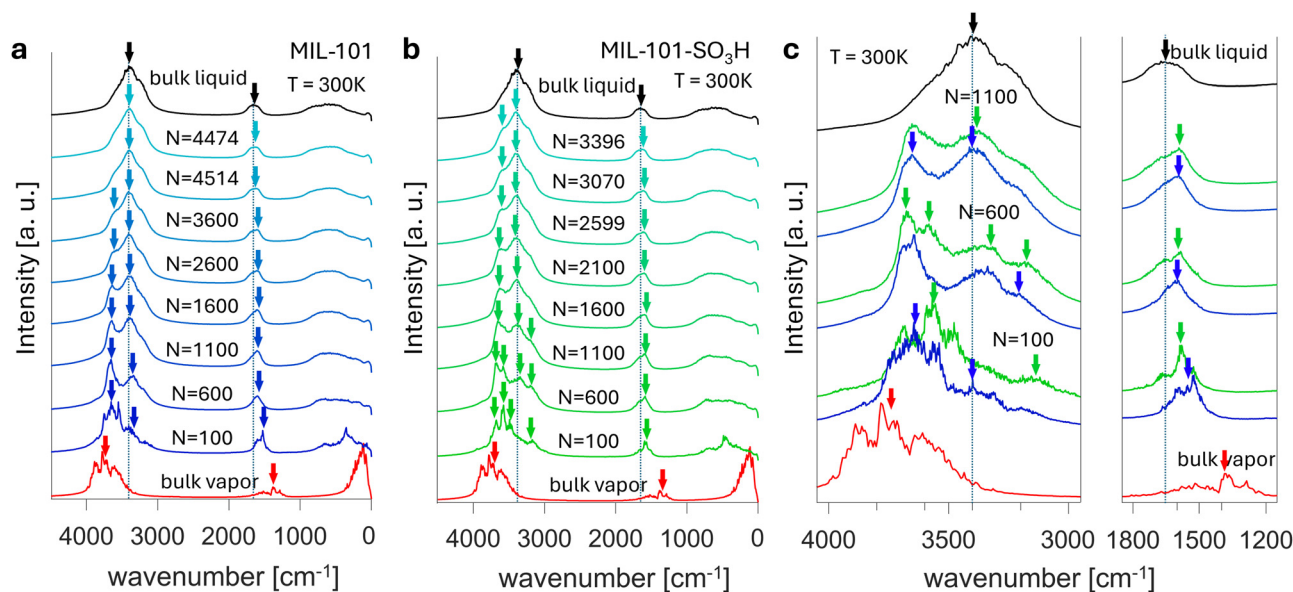 a
MIL-101
bulk liquid
T = 300K
N=4474
N=4514
N=3600
N=2600
N=1600
N=1100
N=600
N=100
bulk vapor
Intensity [a. u.]
4000 3000 2000 1000 0
wavenumber [cm⁻¹]
b
MIL-101-SO₃H
bulk liquid
T = 300K
N=3396
N=3070
N=2599
N=2100
N=1600
N=1100
N=600
N=100
bulk vapor
Intensity [a. u.]
4000 3000 2000 1000 0
wavenumber [cm⁻¹]
c
T = 300K
bulk liquid
N=1100
N=600
N=100
bulk vapor
4000 3500 3000 1800 1500 1200
wavenumber [cm⁻¹]